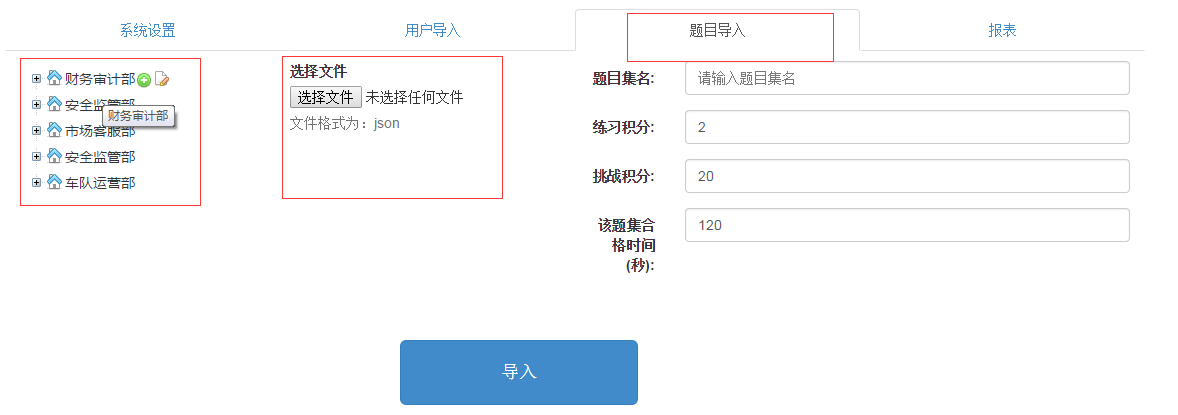 系统设置
用户导入
题目导入
报表
财务审计部
安全监管部
财务审计部
市场客服部
安全监管部
车队运营部
选择文件
选择文件 未选择任何文件
文件格式为：json
题目集名: 请输入题目集名
练习积分: 2
挑战积分: 20
该题集合
格时间
(秒):
120
导入